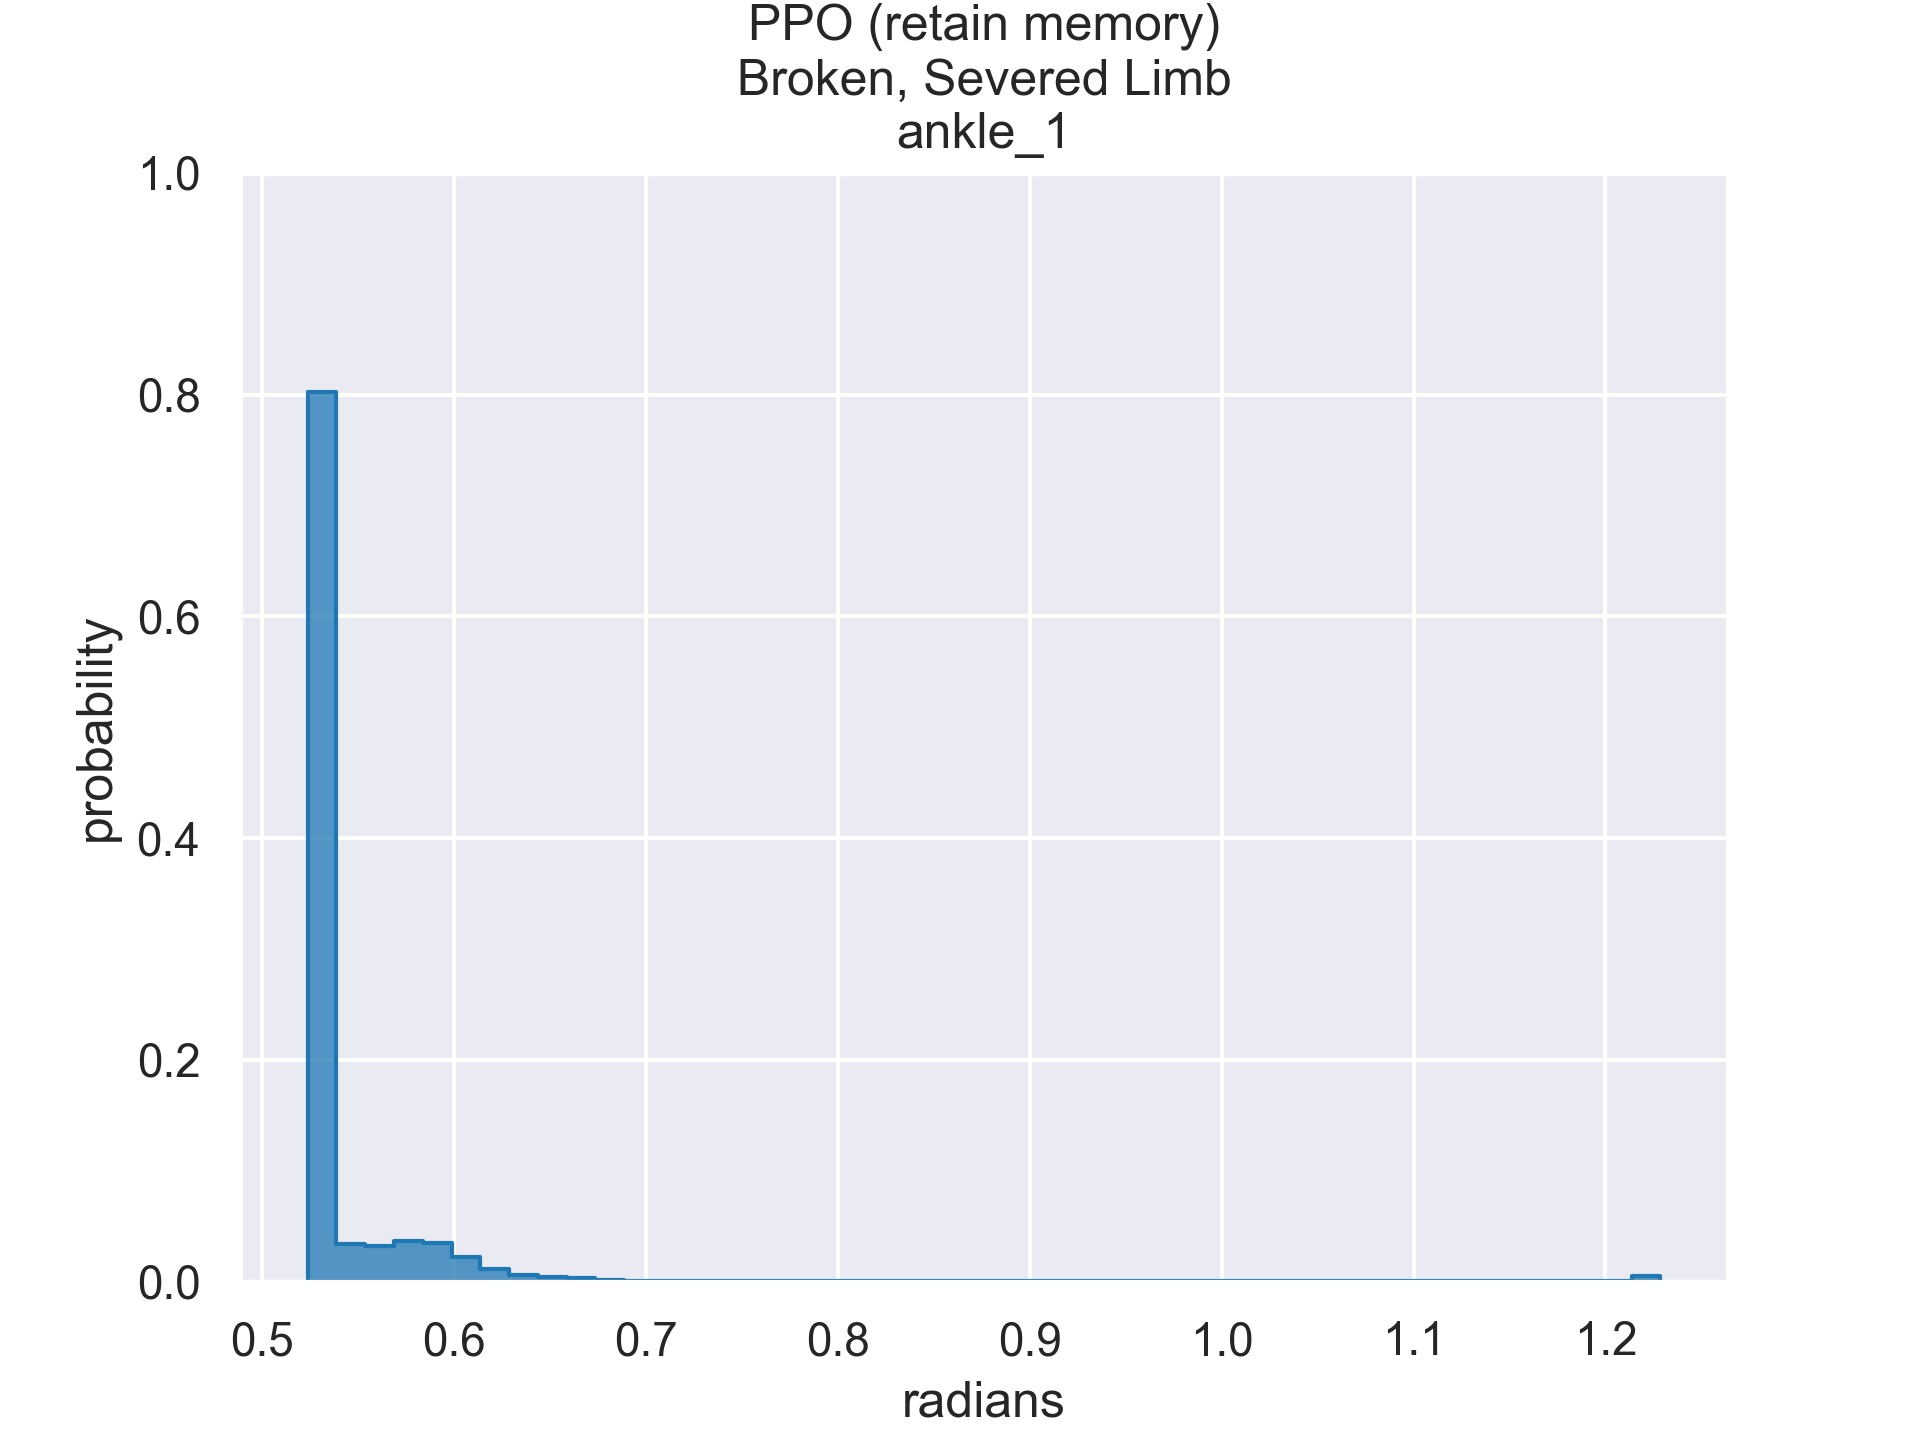 PPO (retain memory)
Broken, Severed Limb
ankle_1
1.0
0.8
0.6
0.4
0.2
0.0
probability
0.5 0.6 0.7 0.8 0.9 1.0 1.1 1.2
radians